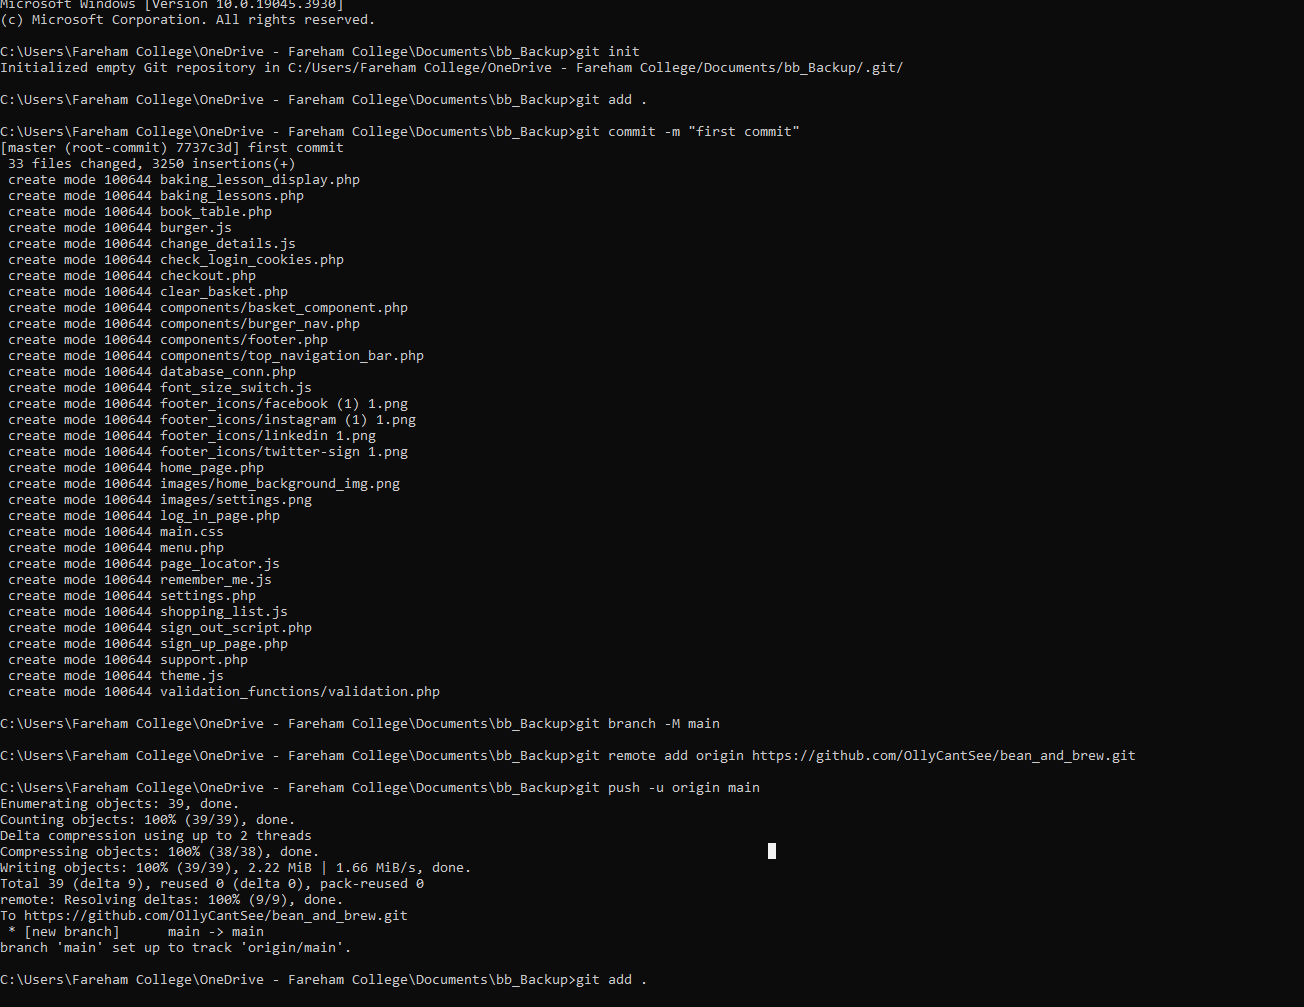 Microsoft Windows [Version 10.0.19045.3930]
(c) Microsoft Corporation. All rights reserved.
C:\Users\Fareham College\OneDrive - Fareham College\Documents\bb_Backup>git init
Initialized empty Git repository in C:/Users/Fareham College/OneDrive - Fareham College/Documents/bb_Backup/.git/
C:\Users\Fareham College\OneDrive - Fareham College\Documents\bb_Backup>git add .
C:\Users\Fareham College\OneDrive - Fareham College\Documents\bb_Backup>git commit -m "first commit"
[master (root-commit) 7737c3d] first commit
 33 files changed, 3250 insertions(+)
 create mode 100644 baking_lesson_display.php
 create mode 100644 baking_lessons.php
 create mode 100644 book_table.php
 create mode 100644 burger.js
 create mode 100644 change_details.js
 create mode 100644 check_login_cookies.php
 create mode 100644 checkout.php
 create mode 100644 clear_basket.php
 create mode 100644 components/basket_component.php
 create mode 100644 components/burger_nav.php
 create mode 100644 components/footer.php
 create mode 100644 components/top_navigation_bar.php
 create mode 100644 database_conn.php
 create mode 100644 font_size_switch.js
 create mode 100644 footer_icons/facebook (1) 1.png
 create mode 100644 footer_icons/instagram (1) 1.png
 create mode 100644 footer_icons/linkedin 1.png
 create mode 100644 footer_icons/twitter-sign 1.png
 create mode 100644 home_page.php
 create mode 100644 images/home_background_img.png
 create mode 100644 images/settings.png
 create mode 100644 log_in_page.php
 create mode 100644 main.css
 create mode 100644 menu.php
 create mode 100644 page_locator.js
 create mode 100644 remember_me.js
 create mode 100644 settings.php
 create mode 100644 shopping_list.js
 create mode 100644 sign_out_script.php
 create mode 100644 sign_up_page.php
 create mode 100644 support.php
 create mode 100644 theme.js
 create mode 100644 validation_functions/validation.php
C:\Users\Fareham College\OneDrive - Fareham College\Documents\bb_Backup>git branch -M main
C:\Users\Fareham College\OneDrive - Fareham College\Documents\bb_Backup>git remote add origin https://github.com/OllyCantSee/bean_and_brew.git
C:\Users\Fareham College\OneDrive - Fareham College\Documents\bb_Backup>git push -u origin main
Enumerating objects: 39, done.
Counting objects: 100% (39/39), done.
Delta compression using up to 2 threads
Compressing objects: 100% (38/38), done.
Writing objects: 100% (39/39), 2.22 MiB | 1.66 MiB/s, done.
Total 39 (delta 9), reused 0 (delta 0), pack-reused 0
remote: Resolving deltas: 100% (9/9), done.
To https://github.com/OllyCantSee/bean_and_brew.git
 * [new branch]      main -> main
branch 'main' set up to track 'origin/main'.
C:\Users\Fareham College\OneDrive - Fareham College\Documents\bb_Backup>git add .